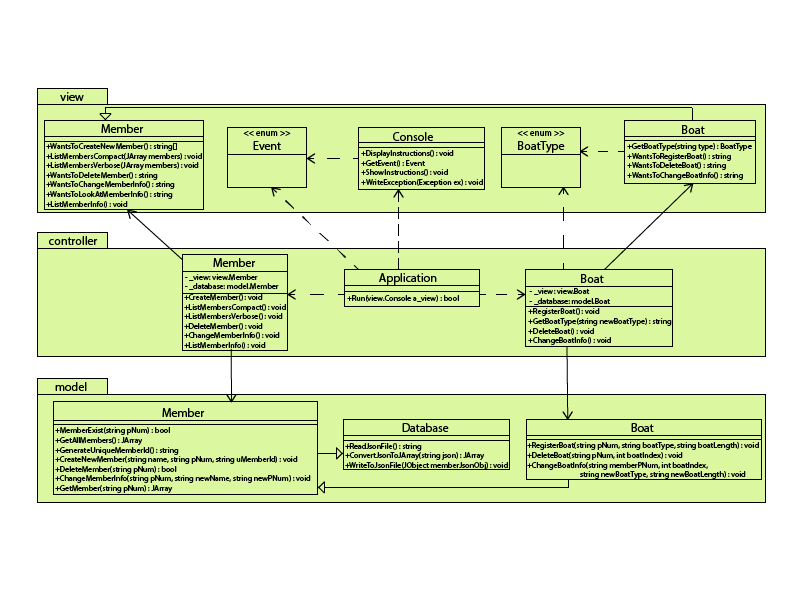 view
Member
+WantsToCreateNewMember() : string[]
+ListMembersCompact(JArray members) : void
+ListMembersVerbose(JArray members) : void
+WantsToDeleteMember() : string
+WantsToChangeMemberInfo() : string
+WantsToLookAtMemberInfo() : string
+ListMemberInfo() : void
<< enum >>
Event
Console
+DisplayInstructions() : void
+GetEvent() : Event
+ShowInstructions() : void
+WriteException(Exception ex) : void
<< enum >>
BoatType
Boat
+GetBoatType(string type) : BoatType
+WantsToRegisterBoat() : string
+WantsToDeleteBoat() : string
+WantsToChangeBoatInfo() : string
controller
Member
- _view: view.Member
- _database: model.Member
+CreateMember() : void
+ListMembersCompact() : void
+ListMembersVerbose() : void
+DeleteMember() : void
+ChangeMemberInfo() : void
+ListMemberInfo() : void
Application
+Run(view.Console a_view) : bool
Boat
- _view : view.Boat
- _database: model.Boat
+RegisterBoat() : void
+GetBoatType(string newBoatType) : string
+DeleteBoat() : void
+ChangeBoatInfo() : void
model
Member
+MemberExist(string pNum) : bool
+GetAllMembers() : JArray
+GenerateUniqueMemberId() : string
+CreateNewMember(string name, string pNum, string uMemberId) : void
+DeleteMember(string pNum) : bool
+ChangeMemberInfo(string pNum, string newName, string newPNum) : void
+GetMember(string pNum) : JArray
Database
+ReadJsonFile() : string
+ConvertJsonToJArray(string json) : JArray
+WriteToJsonFile(JObject memberJsonObj) : void
Boat
+RegisterBoat(string pNum, string boatType, string boatLength) : void
+DeleteBoat(string pNum, int boatIndex) : void
+ChangeBoatInfo(string memberPNum, int boatIndex,
string newBoatType, string newBoatLength) : void